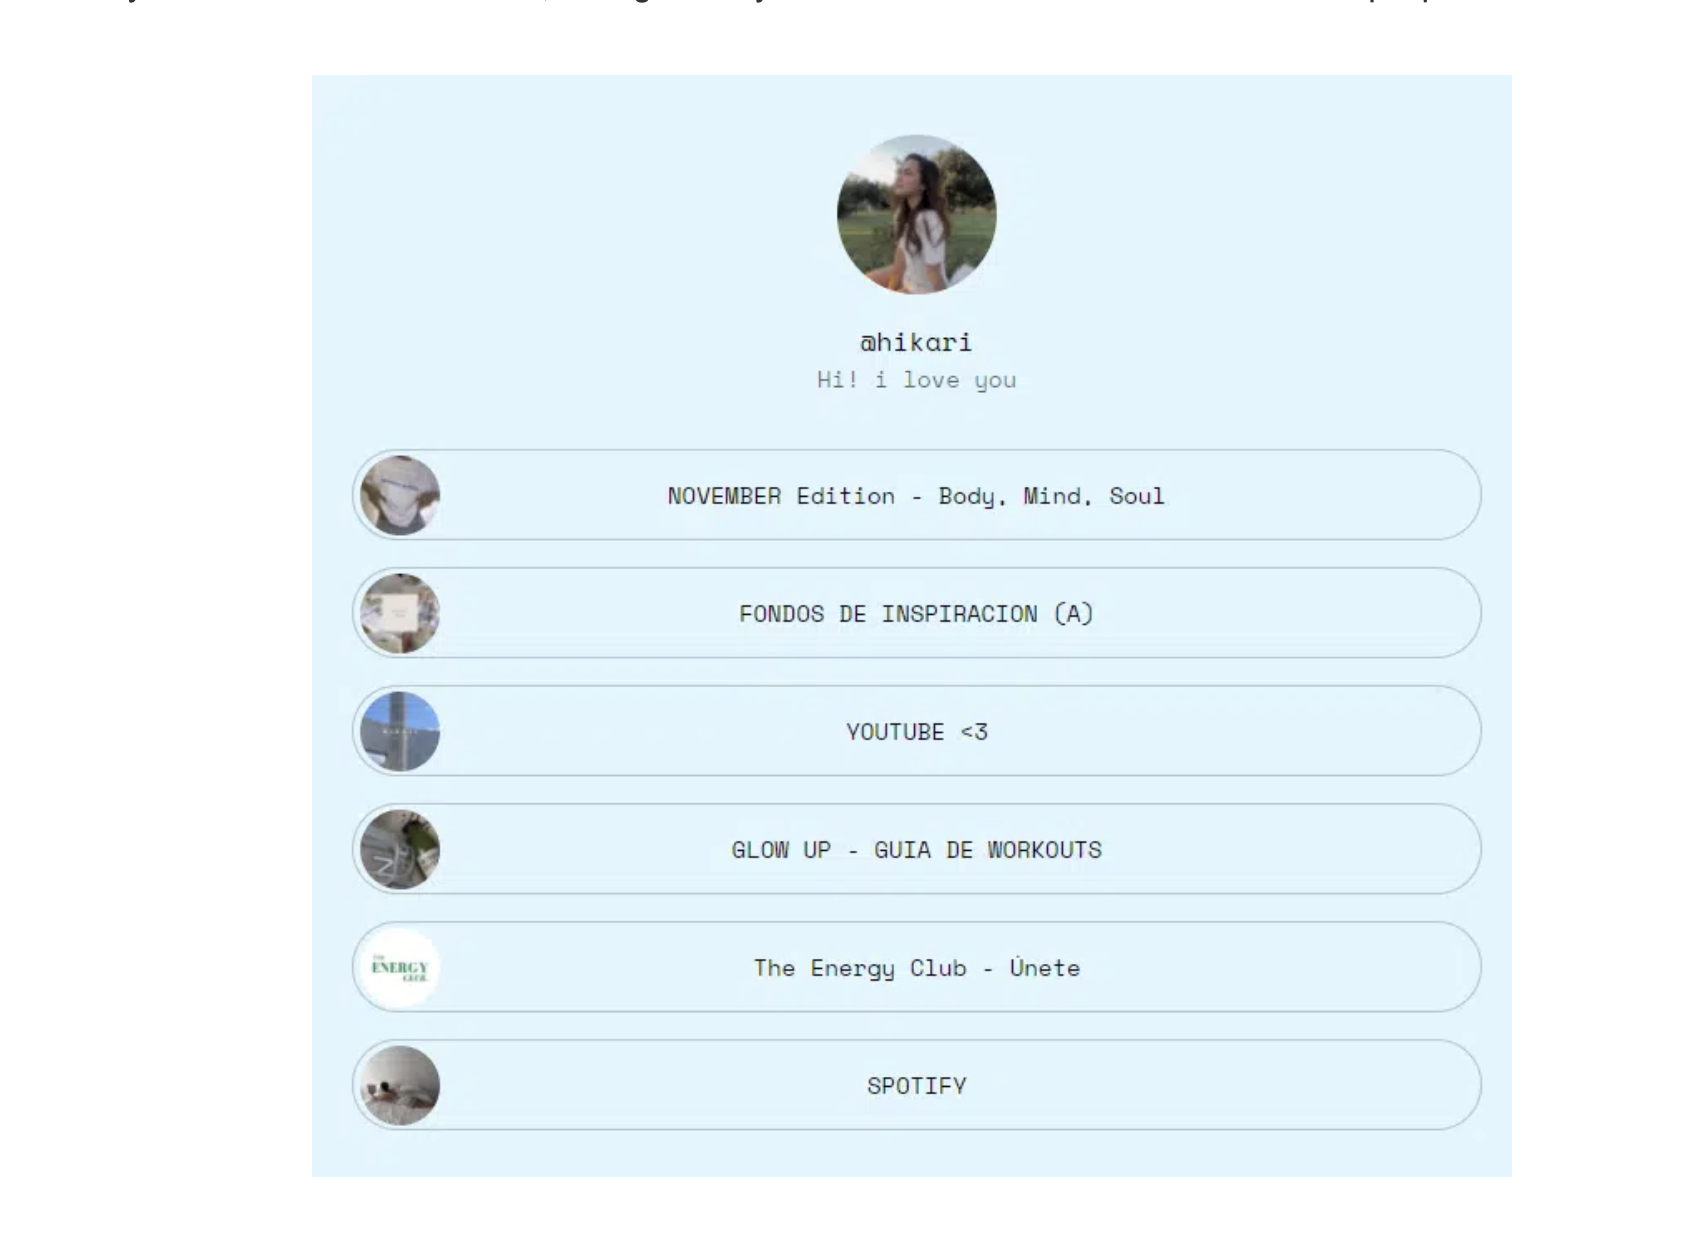 @hikari
Hi! i love you
NOVEMBER Edition - Body, Mind, Soul
FONDOS DE INSPIRACION (A)
YOUTUBE <3
GLOW UP - GUIA DE WORKOUTS
THE
ENERGY
CLUB.
The Energy Club - Únete
SPOTIFY